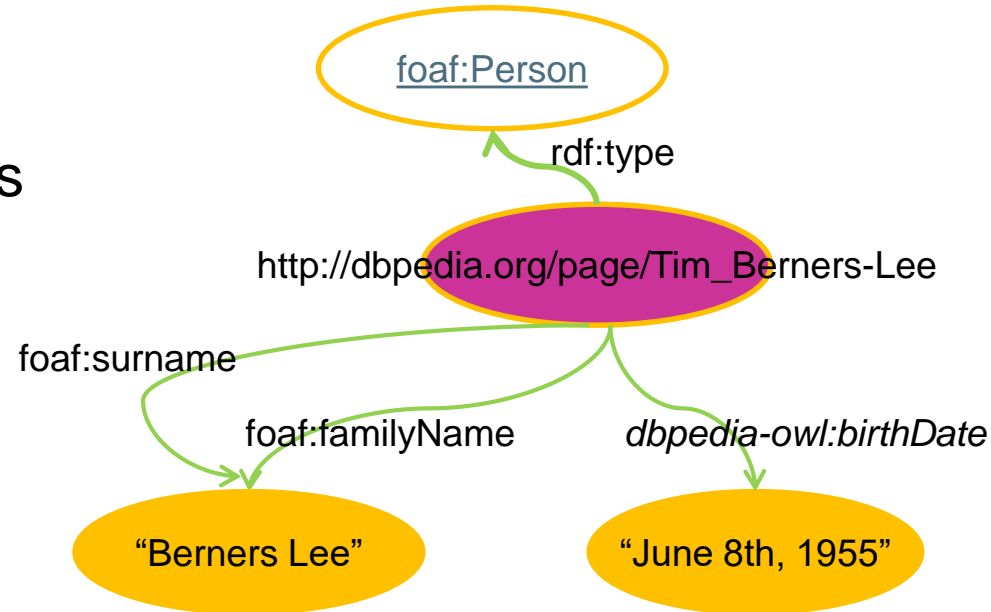 foaf:Person
rdf:type
s
http://dbpedia.org/page/Tim_Berners-Lee
foaf:surname
foaf:familyName
dbpedia-owl:birthDate
“Berners Lee”
“June 8th, 1955”